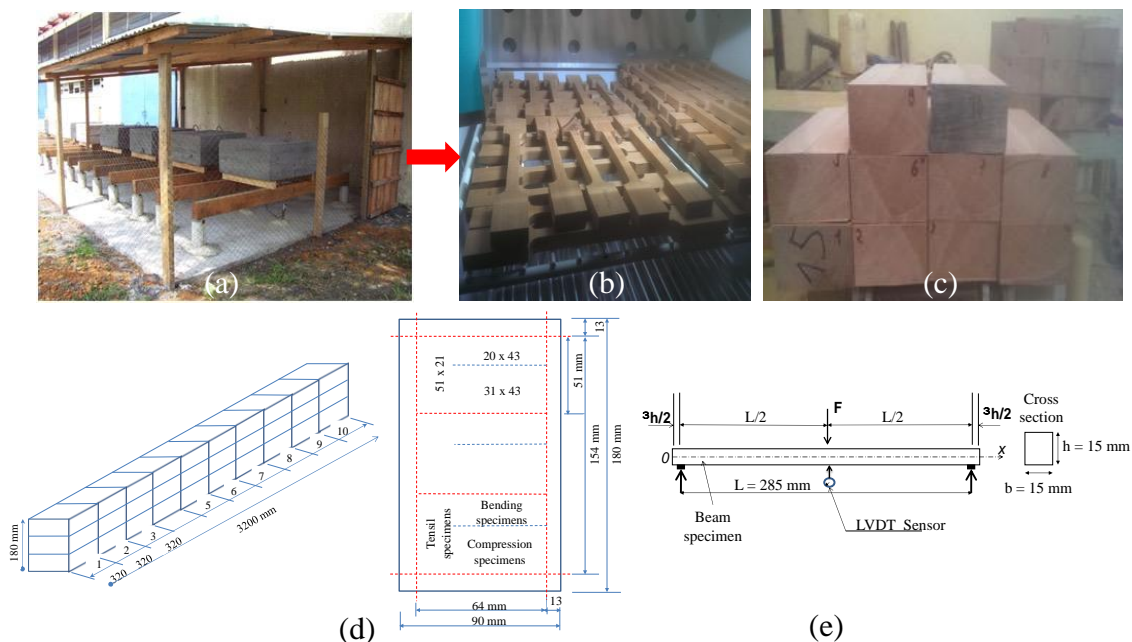 (a)
(b)
(c)
180 mm
1
2
3
5
6
7
8
9
10
320
320
320
3200 mm
(d)
13
51 x 21
20 x 43
31 x 43
51 mm
154 mm
180 mm
Tensil
specimens
Bending
specimens
Compression
specimens
64 mm
13
90 mm
³h/2
L/2
F
L/2
³h/2
Cross
section
0
x
h = 15 mm
L = 285 mm
b = 15 mm
Beam
specimen
LVDT Sensor
(e)